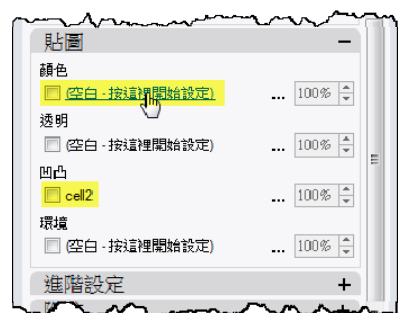 貼圖 −
顏色
(空白 - 按這裡開始設定) ... 100%
透明
(空白 - 按這裡開始設定) ... 100%
凹凸
cell2 ... 100%
環境
(空白 - 按這裡開始設定) ... 100%
進階設定 +